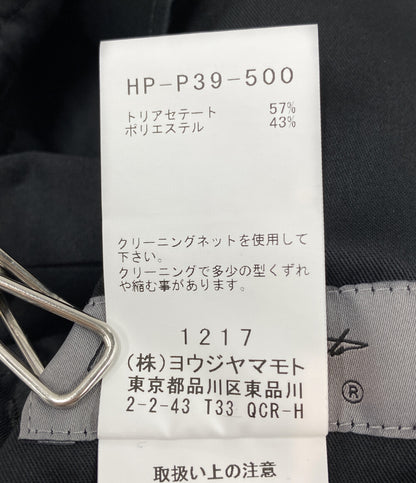 HP-P39-500
トリアセテート 57%
ポリエステル 43%
クリーニングネットを使用して
下さい。
クリーニングで多少の型くずれ
や縮む事があります。
1217
(株)ヨウジヤマモト
東京都品川区東品川
2-2-43 T33 QCR-H
取扱い上の注意
®